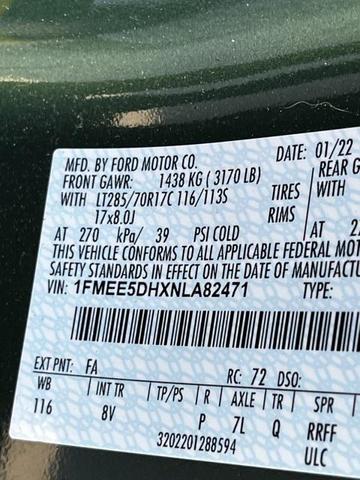 MFD. BY FORD MOTOR CO.
DATE: 01/22
FRONT GAWR: 1438 KG ( 3170 LB)
REAR G
WITH LT285/70R17C 116/113S TIRES WITH
17x8.0J RIMS
AT 270 kPa/ 39 PSI COLD AT
THIS VEHICLE CONFORMS TO ALL APPLICABLE FEDERAL MOT
SAFETY STANDARDS IN EFFECT ON THE DATE OF MANUFACT
VIN: 1FMEE5DHXNLA82471 TYPE:
EXT PNT: FA RC: 72 DSO:
WB INT TR TP/PS R AXLE TR SPR
116 8V P 7L Q RRFF
3202201288594 ULC